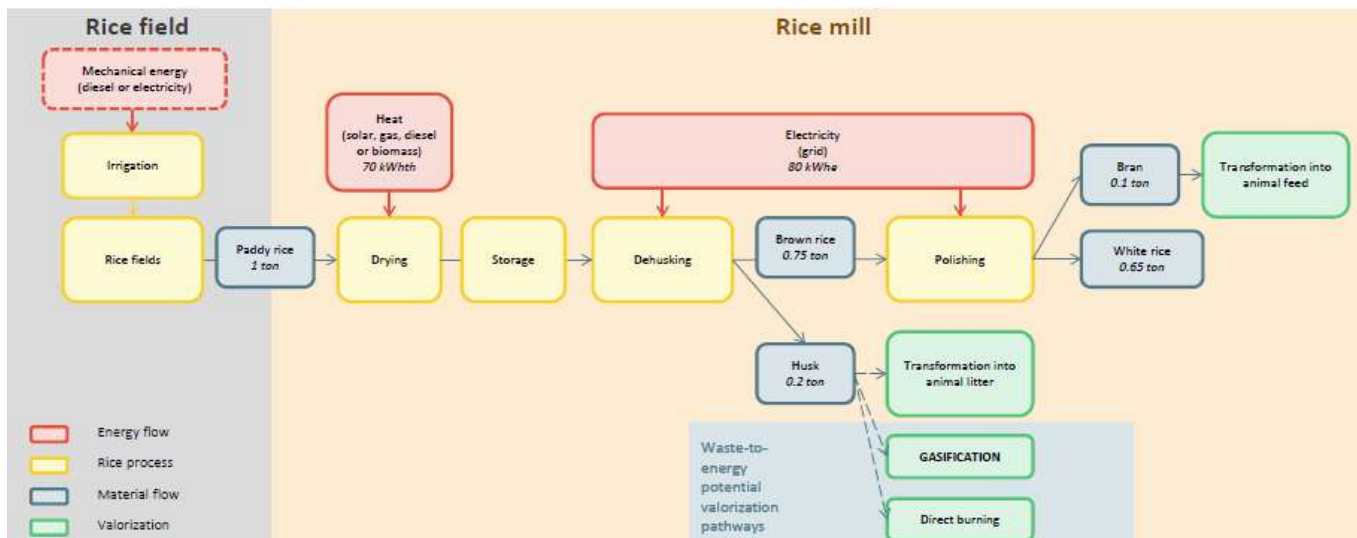 Rice field
Rice mill
Mechanical energy
(diesel or electricity)
Heat
(solar, gas, diesel
or biomass)
70 kWhth
Electricity
(grid)
80 kWhe
Irrigation
Bran
0.1 ton
Transformation into
animal feed
Rice fields
Paddy rice
1 ton
Drying
Storage
Dehusking
Brown rice
0.75 ton
Polishing
White rice
0.65 ton
Husk
0.2 ton
Transformation into
animal litter
Energy flow
Rice process
Material flow
Valorization
Waste-to-
energy
potential
valorization
pathways
GASIFICATION
Direct burning